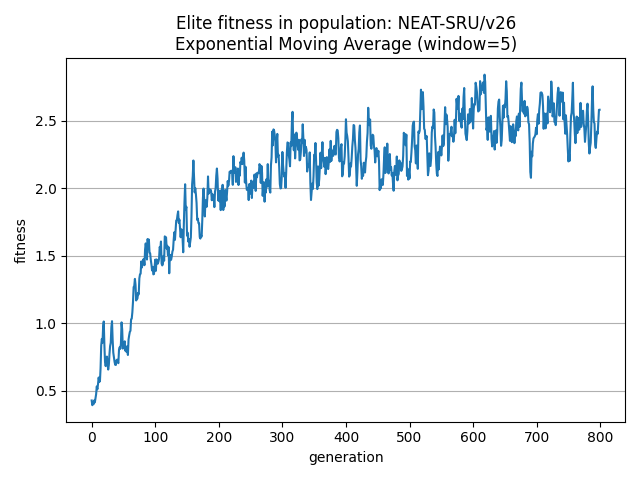 Elite fitness in population: NEAT-SRU/v26
Exponential Moving Average (window=5)
fitness
2.5
2.0
1.5
1.0
0.5
0 100 200 300 400 500 600 700 800
generation